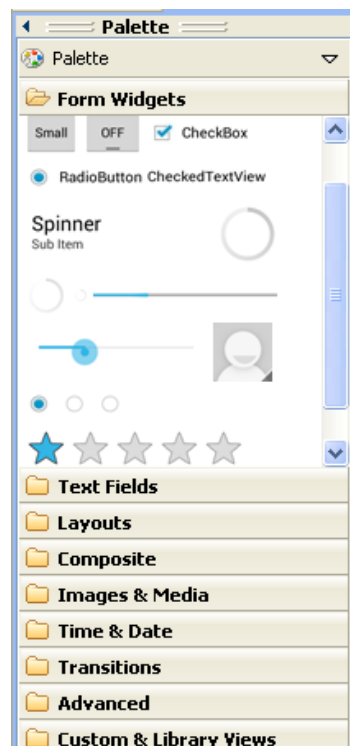 Palette
Palette
Form Widgets
Small OFF CheckBox
RadioButton CheckedTextView
Spinner
Sub Item
Text Fields
Layouts
Composite
Images & Media
Time & Date
Transitions
Advanced
Custom & Library Views